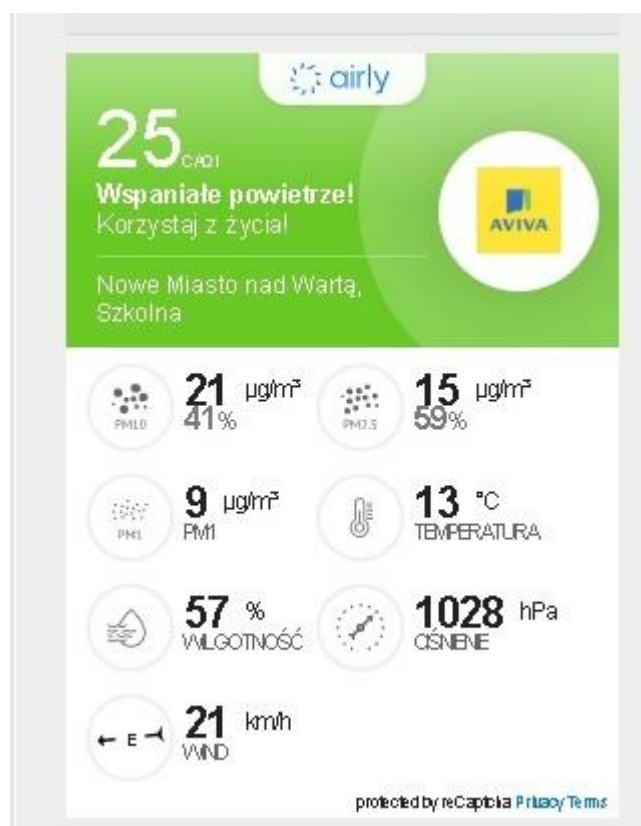 airly
25 CAQI
Wspaniałe powietrze!
Korzystaj z życia!
AVIVA
Nowe Miasto nad Wartą,
Szkolna
PM10
21 µg/m³
41%
PM2.5
15 µg/m³
59%
PM1
9 µg/m³
PM1
13 °C
TEMPERATURA
57 %
WILGOTNOŚĆ
1028 hPa
CIŚNIENIE
E
21 km/h
WIND
protected by reCaptcha Privacy Terms